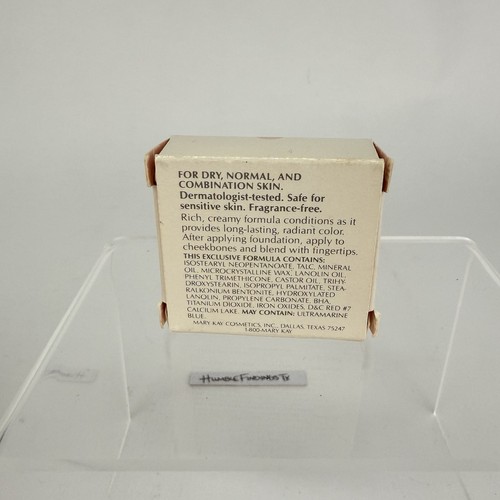 FOR DRY, NORMAL, AND
COMBINATION SKIN.
Dermatologist-tested. Safe for
sensitive skin. Fragrance-free.
Rich, creamy formula conditions as it
provides long-lasting, radiant color.
After applying foundation, apply to
cheekbones and blend with fingertips.
THIS EXCLUSIVE FORMULA CONTAINS:
ISOSTEARYL NEOPENTANOATE, TALC, MINERAL
OIL, MICROCRYSTALLINE WAX, LANOLIN OIL,
PHENYL TRIMETHICONE, CASTOR OIL, TRIHY-
DROXYSTEARIN, ISOPROPYL PALMITATE, STEA-
RALKONIUM BENTONITE, HYDROXYLATED
LANOLIN, PROPYLENE CARBONATE, BHA,
TITANIUM DIOXIDE, IRON OXIDES, D&C RED #7
CALCIUM LAKE. MAY CONTAIN: ULTRAMARINE
BLUE.
MARY KAY COSMETICS, INC., DALLAS, TEXAS 75247
1-800-MARY KAY
HumbleFindingsTx